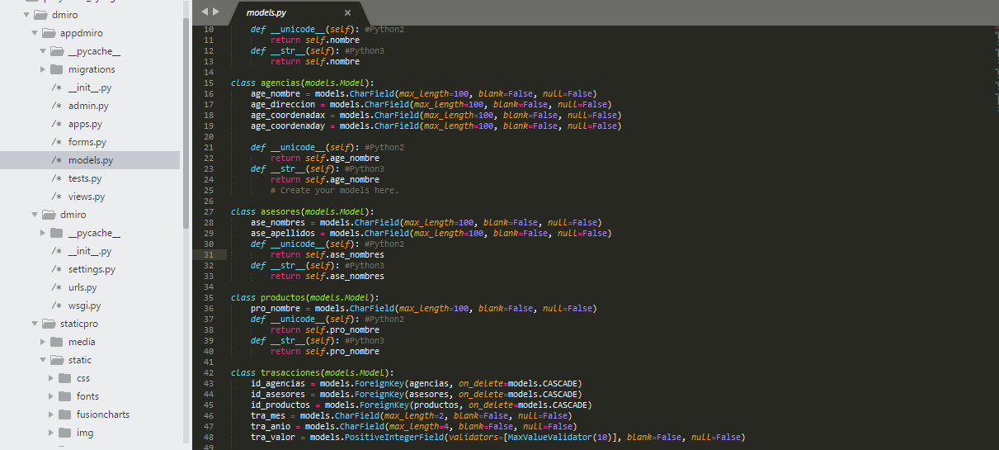 dmiro
appdmiro
__pycache__
migrations
/* __init__.py
/* admin.py
/* apps.py
/* forms.py
/* models.py
/* tests.py
/* views.py
dmiro
__pycache__
/* __init__.py
/* settings.py
/* urls.py
/* wsgi.py
staticpro
media
static
css
fonts
fusioncharts
img
models.py ×
10 def __unicode__(self): #Python2
11 return self.nombre
12 def __str__(self): #Python3
13 return self.nombre
14
15 class agencias(models.Model):
16 age_nombre = models.CharField(max_length=100, blank=False, null=False)
17 age_direccion = models.CharField(max_length=100, blank=False, null=False)
18 age_coordenadax = models.CharField(max_length=100, blank=False, null=False)
19 age_coordenaday = models.CharField(max_length=100, blank=False, null=False)
20
21 def __unicode__(self): #Python2
22 return self.age_nombre
23 def __str__(self): #Python3
24 return self.age_nombre
25 # Create your models here.
26
27 class asesores(models.Model):
28 ase_nombres = models.CharField(max_length=100, blank=False, null=False)
29 ase_apellidos = models.CharField(max_length=100, blank=False, null=False)
30 def __unicode__(self): #Python2
31 return self.ase_nombres
32 def __str__(self): #Python3
33 return self.ase_nombres
34
35 class productos(models.Model):
36 pro_nombre = models.CharField(max_length=100, blank=False, null=False)
37 def __unicode__(self): #Python2
38 return self.pro_nombre
39 def __str__(self): #Python3
40 return self.pro_nombre
41
42 class trasacciones(models.Model):
43 id_agencias = models.ForeignKey(agencias, on_delete=models.CASCADE)
44 id_asesores = models.ForeignKey(asesores, on_delete=models.CASCADE)
45 id_productos = models.ForeignKey(productos, on_delete=models.CASCADE)
46 tra_mes = models.CharField(max_length=2, blank=False, null=False)
47 tra_anio = models.CharField(max_length=4, blank=False, null=False)
48 tra_valor = models.PositiveIntegerField(validators=[MaxValueValidator(10)], blank=False, null=False)
49